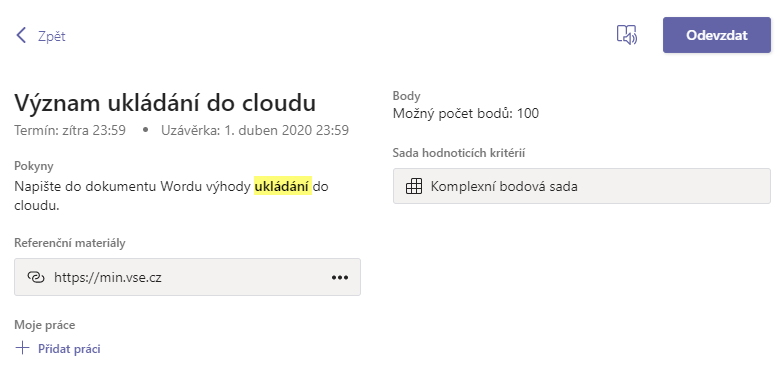 Zpět
Odevzdat
Význam ukládání do cloudu
Termín: zítra 23:59 • Uzávěrka: 1. duben 2020 23:59
Pokyny
Napište do dokumentu Wordu výhody ukládání do
cloudu.
Referenční materiály
https://min.vse.cz
Moje práce
Přidat práci
Body
Možný počet bodů: 100
Sada hodnoticích kritérií
Komplexní bodová sada